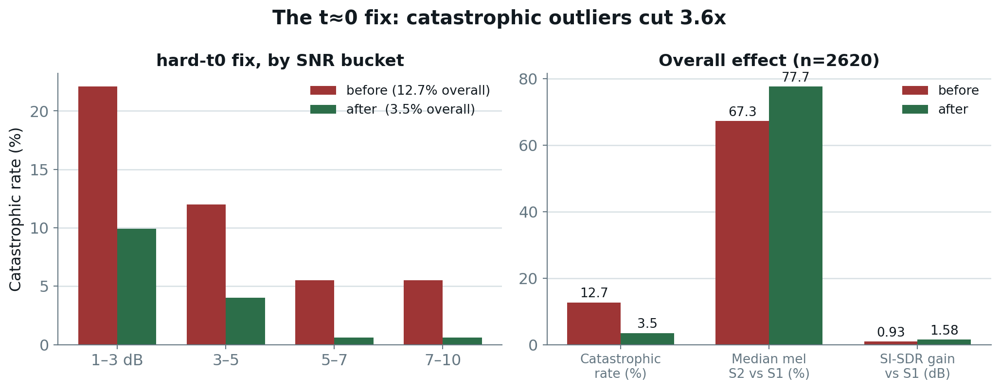 The t≈0 fix: catastrophic outliers cut 3.6x
hard-t0 fix, by SNR bucket
Catastrophic rate (%)
20
15
10
5
0
before (12.7% overall)
after  (3.5% overall)
1–3 dB
3–5
5–7
7–10
Overall effect (n=2620)
80
60
40
20
0
before
after
12.7
3.5
67.3
77.7
0.93
1.58
Catastrophic
rate (%)
Median mel
S2 vs S1 (%)
SI-SDR gain
vs S1 (dB)